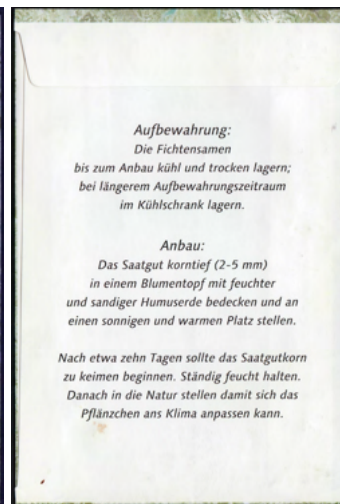 Aufbewahrung:
Die Fichtensamen
bis zum Anbau kühl und trocken lagern;
bei längerem Aufbewahrungszeitraum
im Kühlschrank lagern.
Anbau:
Das Saatgut korntief (2-5 mm)
in einem Blumentopf mit feuchter
und sandiger Humuserde bedecken und an
einen sonnigen und warmen Platz stellen.
Nach etwa zehn Tagen sollte das Saatgutkorn
zu keimen beginnen. Ständig feucht halten.
Danach in die Natur stellen damit sich das
Pflänzchen ans Klima anpassen kann.